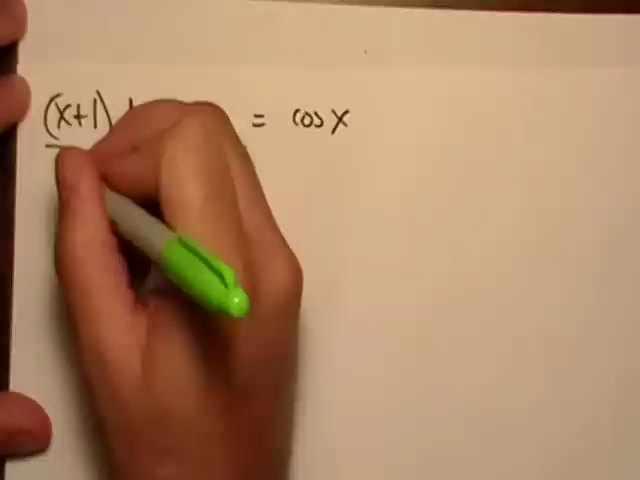 (x+1) = cos x